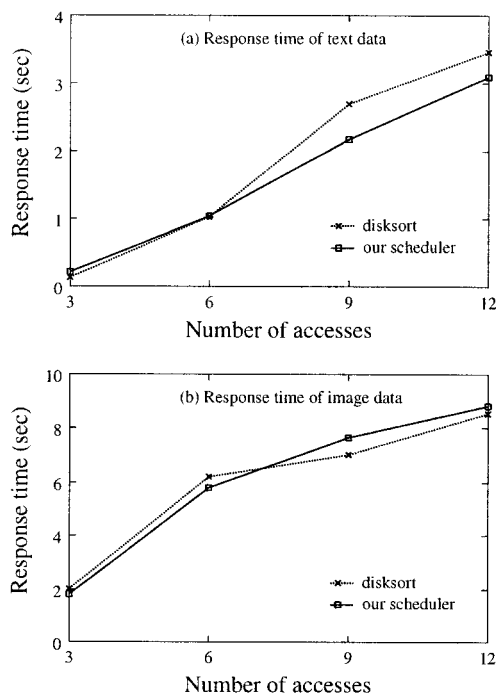 (a) Response time of text data
Response time (sec)
4
3
2
1
0
disksort
our scheduler
3 6 9 12
Number of accesses
(b) Response time of image data
Response time (sec)
10
8
6
4
2
0
disksort
our scheduler
3 6 9 12
Number of accesses